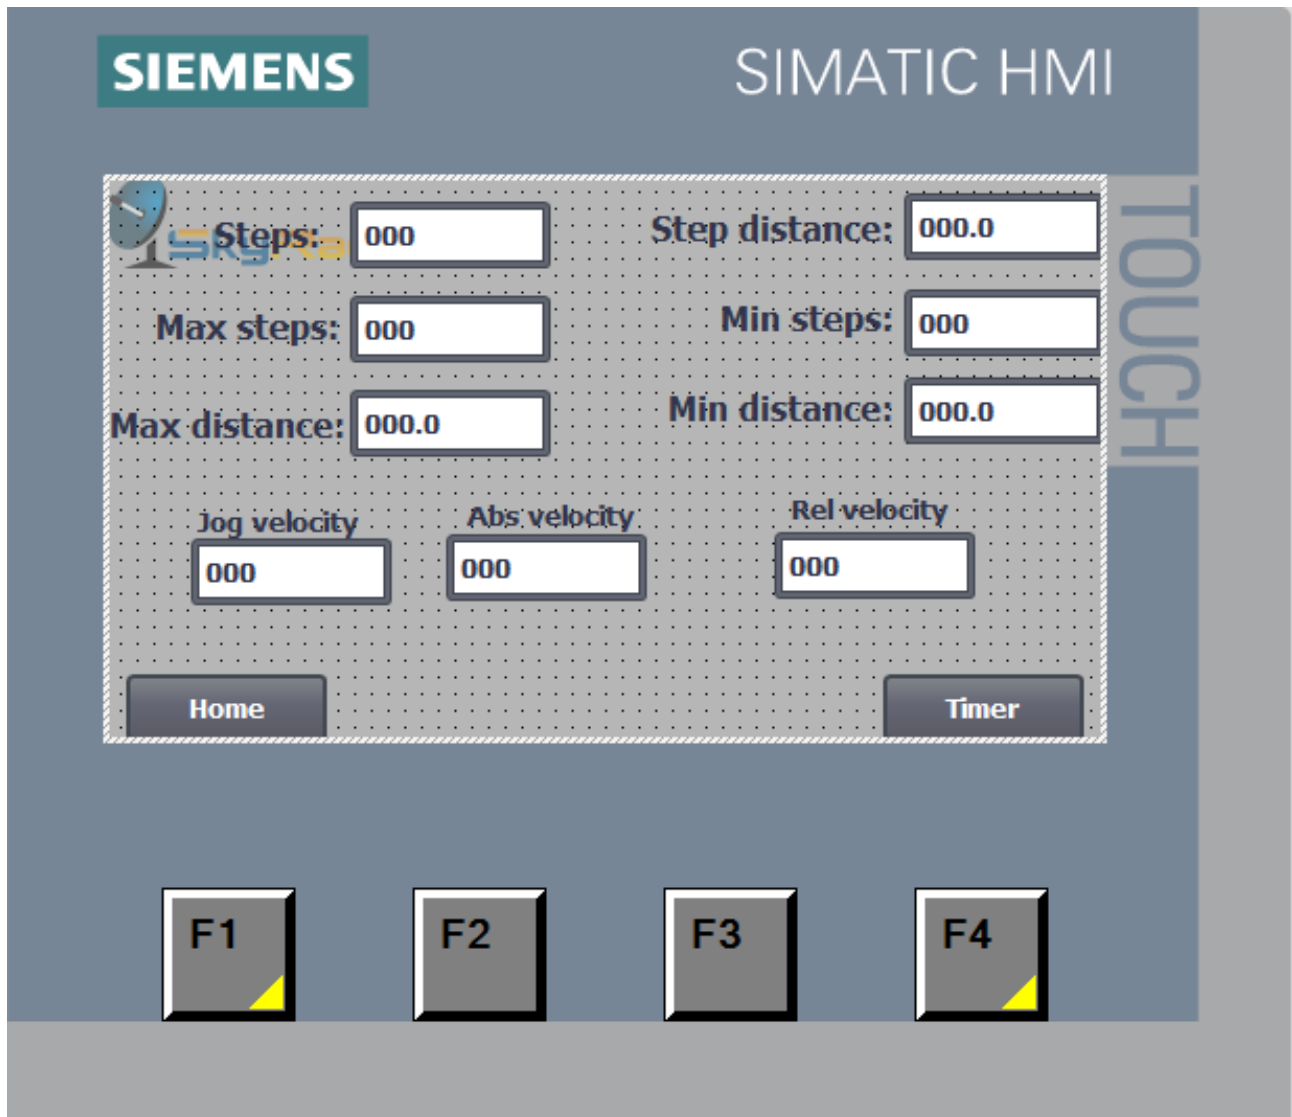 SIEMENS
SIMATIC HMI
TOUCH
Steps: 000
Step distance: 000.0
Max steps: 000
Min steps: 000
Max distance: 000.0
Min distance: 000.0
Jog velocity
Abs velocity
Rel velocity
000
000
000
Home
Timer
F1
F2
F3
F4